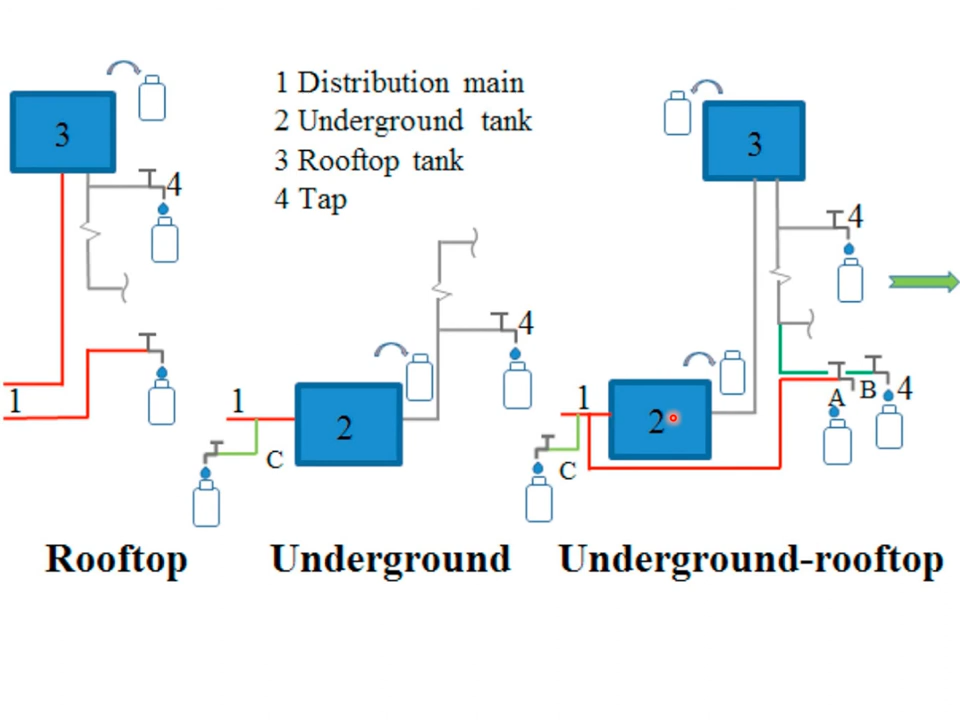 1 Distribution main
2 Underground tank
3 Rooftop tank
4 Tap
3
4
1
Rooftop
4
1
2
C
Underground
3
4
1
2
C
A
B
4
Underground-rooftop